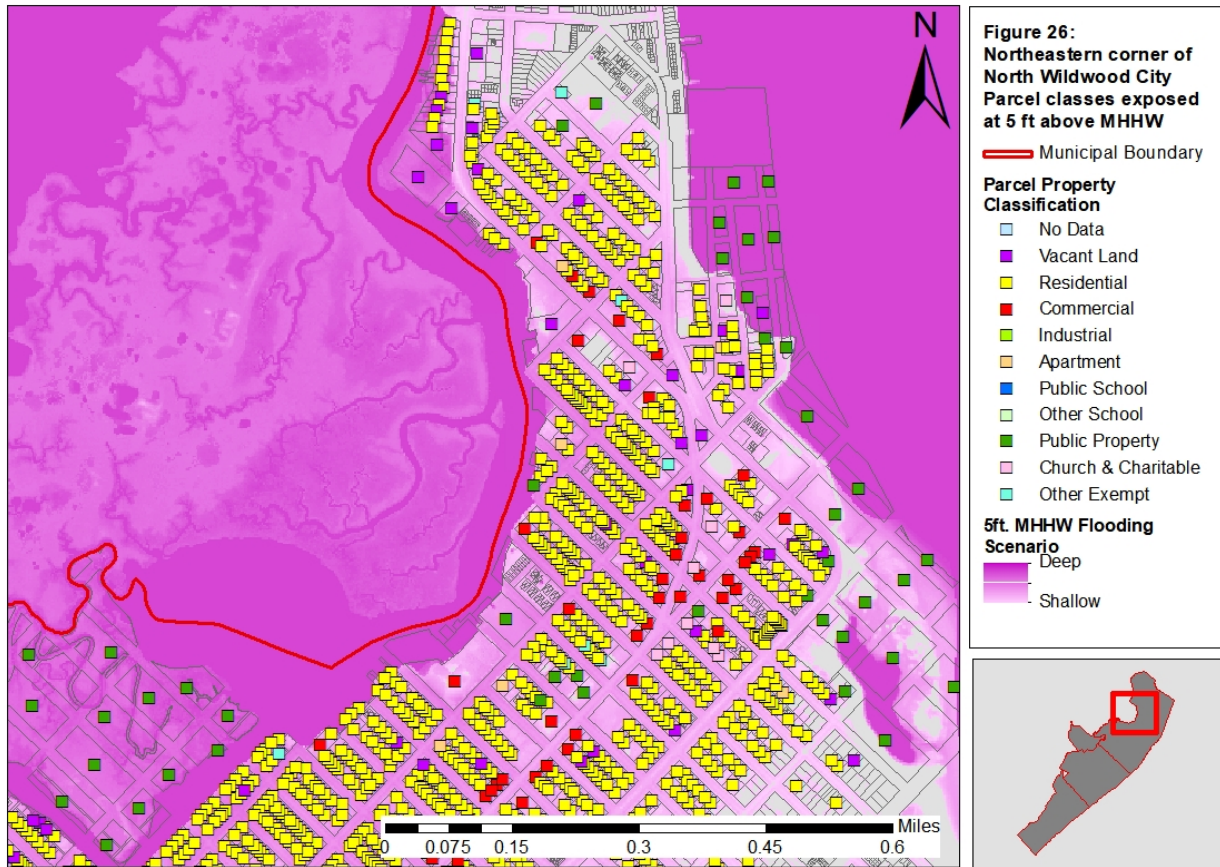 N
Figure 26:
Northeastern corner of
North Wildwood City
Parcel classes exposed
at 5 ft above MHHW
Municipal Boundary
Parcel Property
Classification
No Data
Vacant Land
Residential
Commercial
Industrial
Apartment
Public School
Other School
Public Property
Church & Charitable
Other Exempt
5ft. MHHW Flooding
Scenario
Deep
Shallow
Miles
0 0.075 0.15 0.3 0.45 0.6